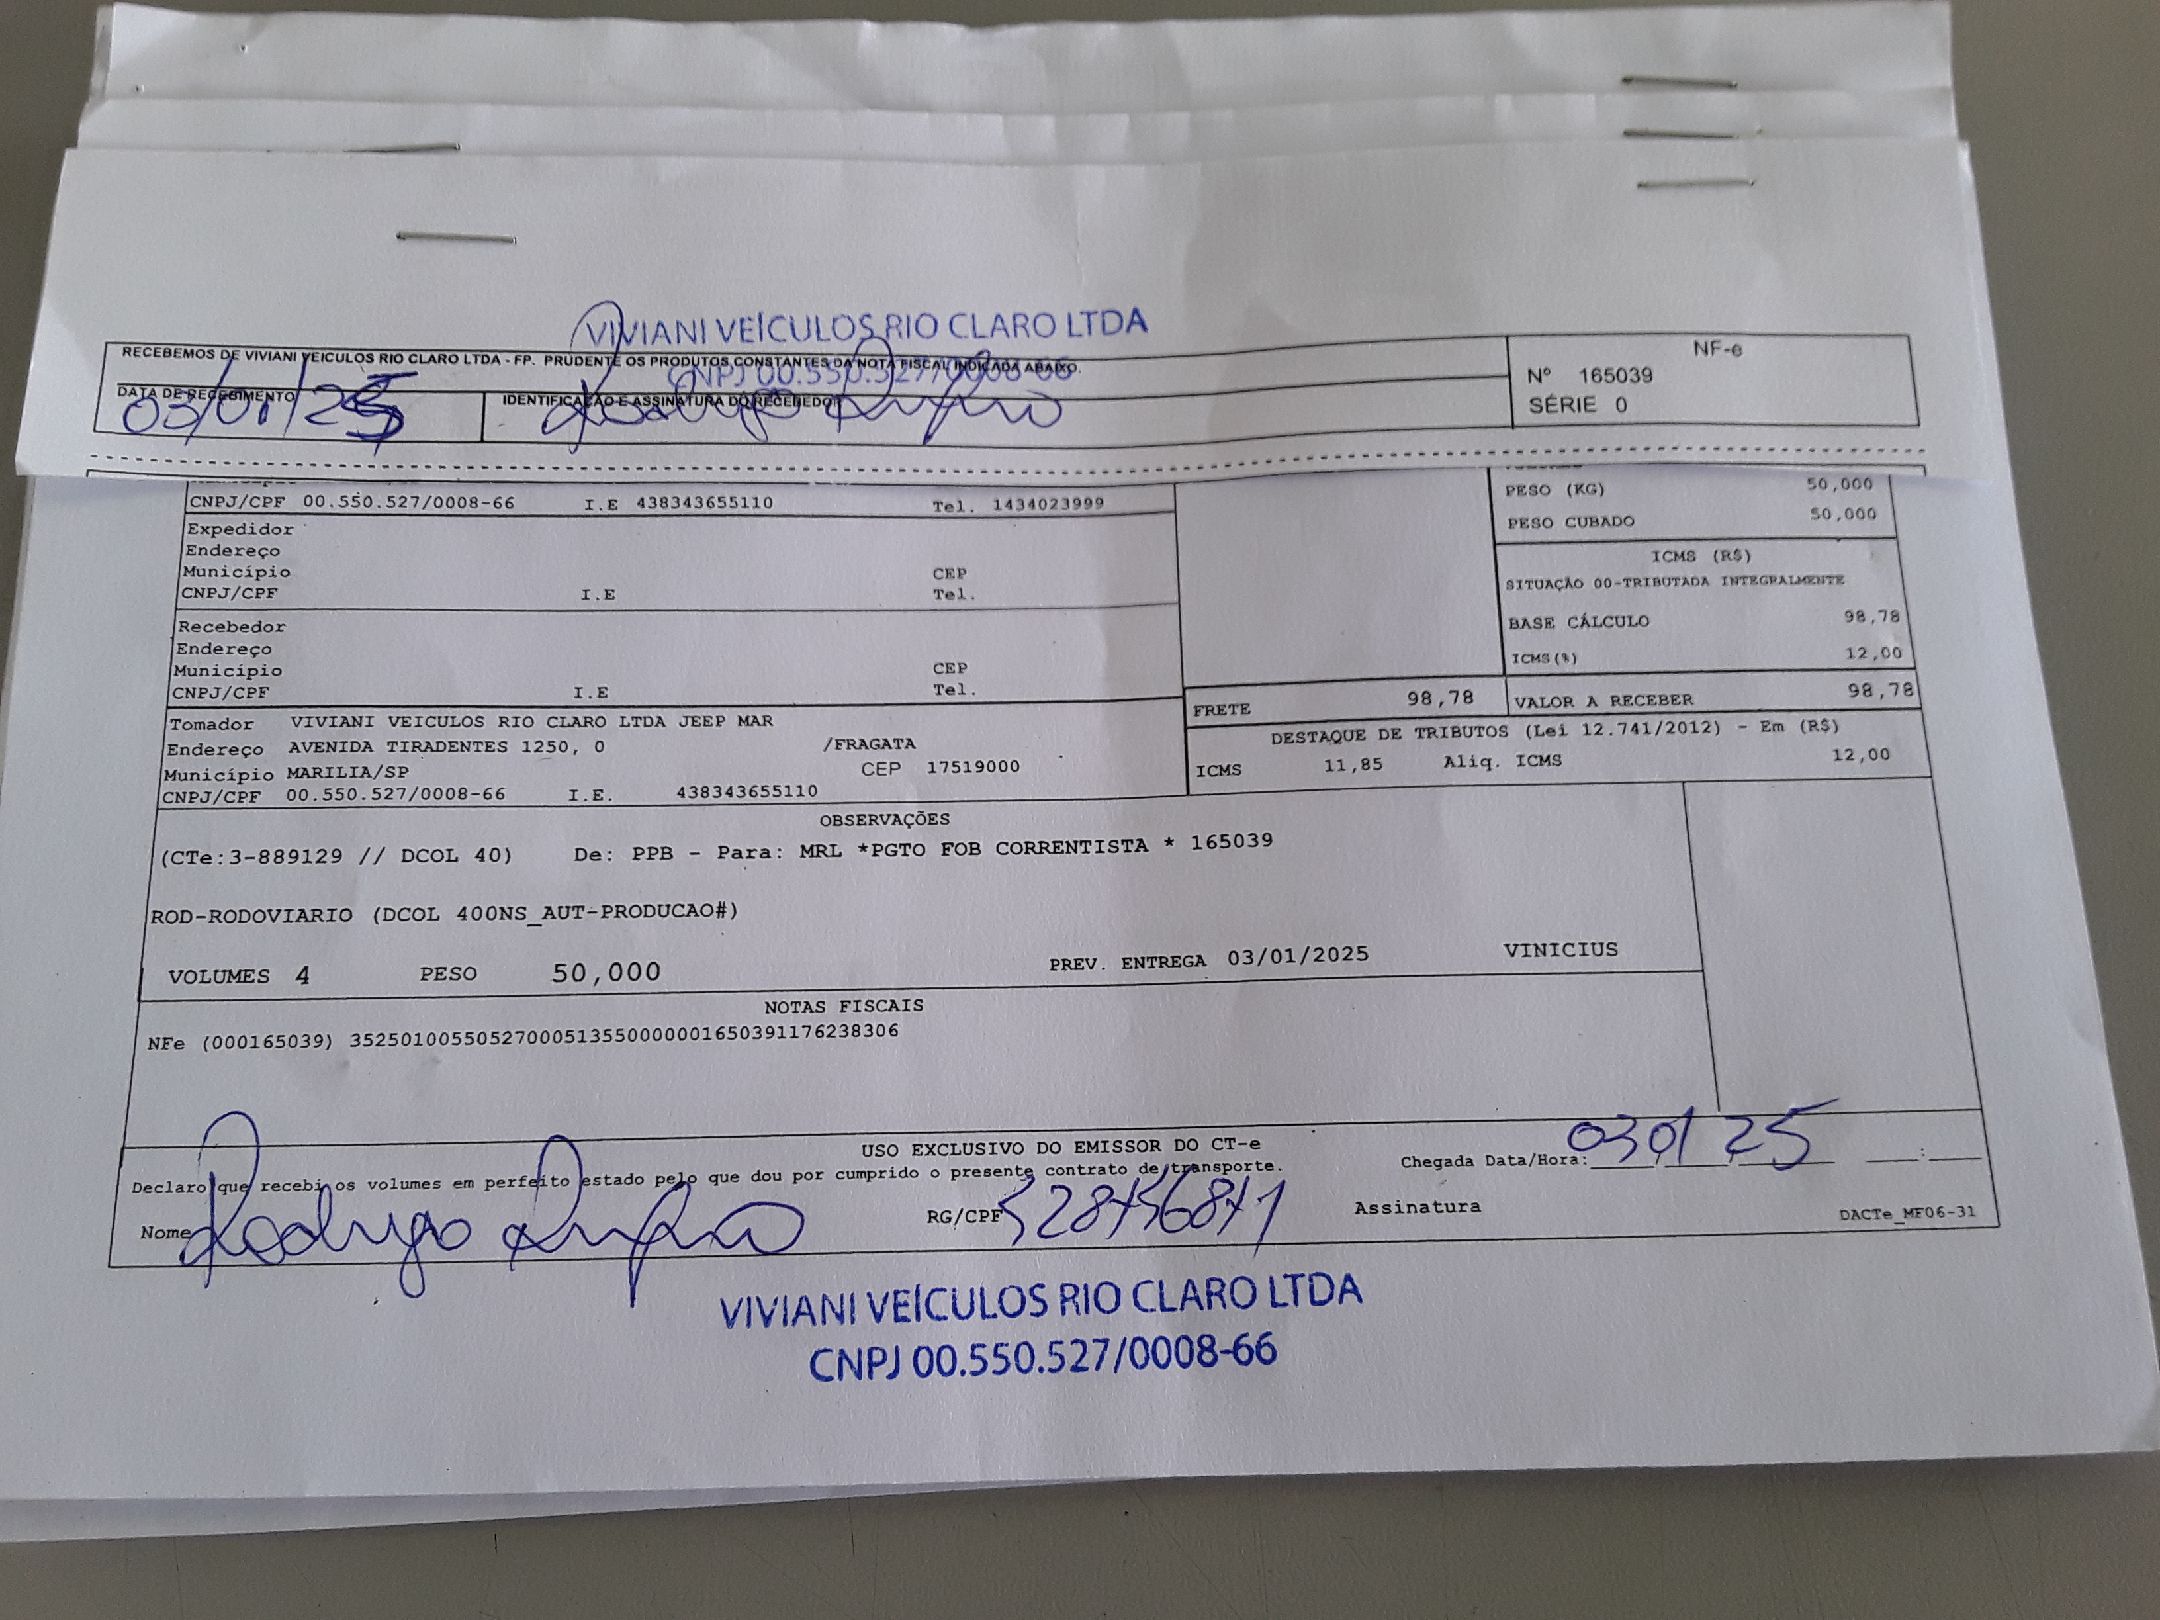 VIVIANI VEÍCULOS RIO CLARO LTDA
RECEBEMOS DE VIVIANI VEICULOS RIO CLARO LTDA - FP. PRUDENTE OS PRODUTOS CONSTANTES DA NOTA FISCAL INDICADA ABAIXO.
CNPJ 00.550.527/0008-66
NF-e
Nº 165039
SÉRIE 0
DATA DE RECEBIMENTO
03/01/25
IDENTIFICAÇÃO E ASSINATURA DO RECEBEDOR
CNPJ/CPF 00.550.527/0008-66 I.E 438343655110 Tel. 1434023999
Expedidor
Endereço
Município CEP
CNPJ/CPF I.E Tel.
Recebedor
Endereço
Município CEP
CNPJ/CPF I.E Tel.
PESO (KG) 50,000
PESO CUBADO 50,000
ICMS (R$)
SITUAÇÃO 00-TRIBUTADA INTEGRALMENTE
BASE CÁLCULO 98,78
ICMS(%) 12,00
FRETE 98,78 VALOR A RECEBER 98,78
Tomador VIVIANI VEICULOS RIO CLARO LTDA JEEP MAR
Endereço AVENIDA TIRADENTES 1250, 0 /FRAGATA
Município MARILIA/SP CEP 17519000
CNPJ/CPF 00.550.527/0008-66 I.E. 438343655110
DESTAQUE DE TRIBUTOS (Lei 12.741/2012) - Em (R$)
ICMS 11,85 Aliq. ICMS 12,00
OBSERVAÇÕES
(CTe:3-889129 // DCOL 40) De: PPB - Para: MRL *PGTO FOB CORRENTISTA * 165039
ROD-RODOVIARIO (DCOL 400NS_AUT-PRODUCAO#)
VOLUMES 4 PESO 50,000 PREV. ENTREGA 03/01/2025 VINICIUS
NOTAS FISCAIS
NFe (000165039) 35250100550527000513550000001650391176238306
USO EXCLUSIVO DO EMISSOR DO CT-e
Declaro que recebi os volumes em perfeito estado pelo que dou por cumprido o presente contrato de transporte.
Chegada Data/Hora: 03 01 25 :
Nome Rodrigo RG/CPF Assinatura
DACTe_MF06-31
VIVIANI VEÍCULOS RIO CLARO LTDA
CNPJ 00.550.527/0008-66